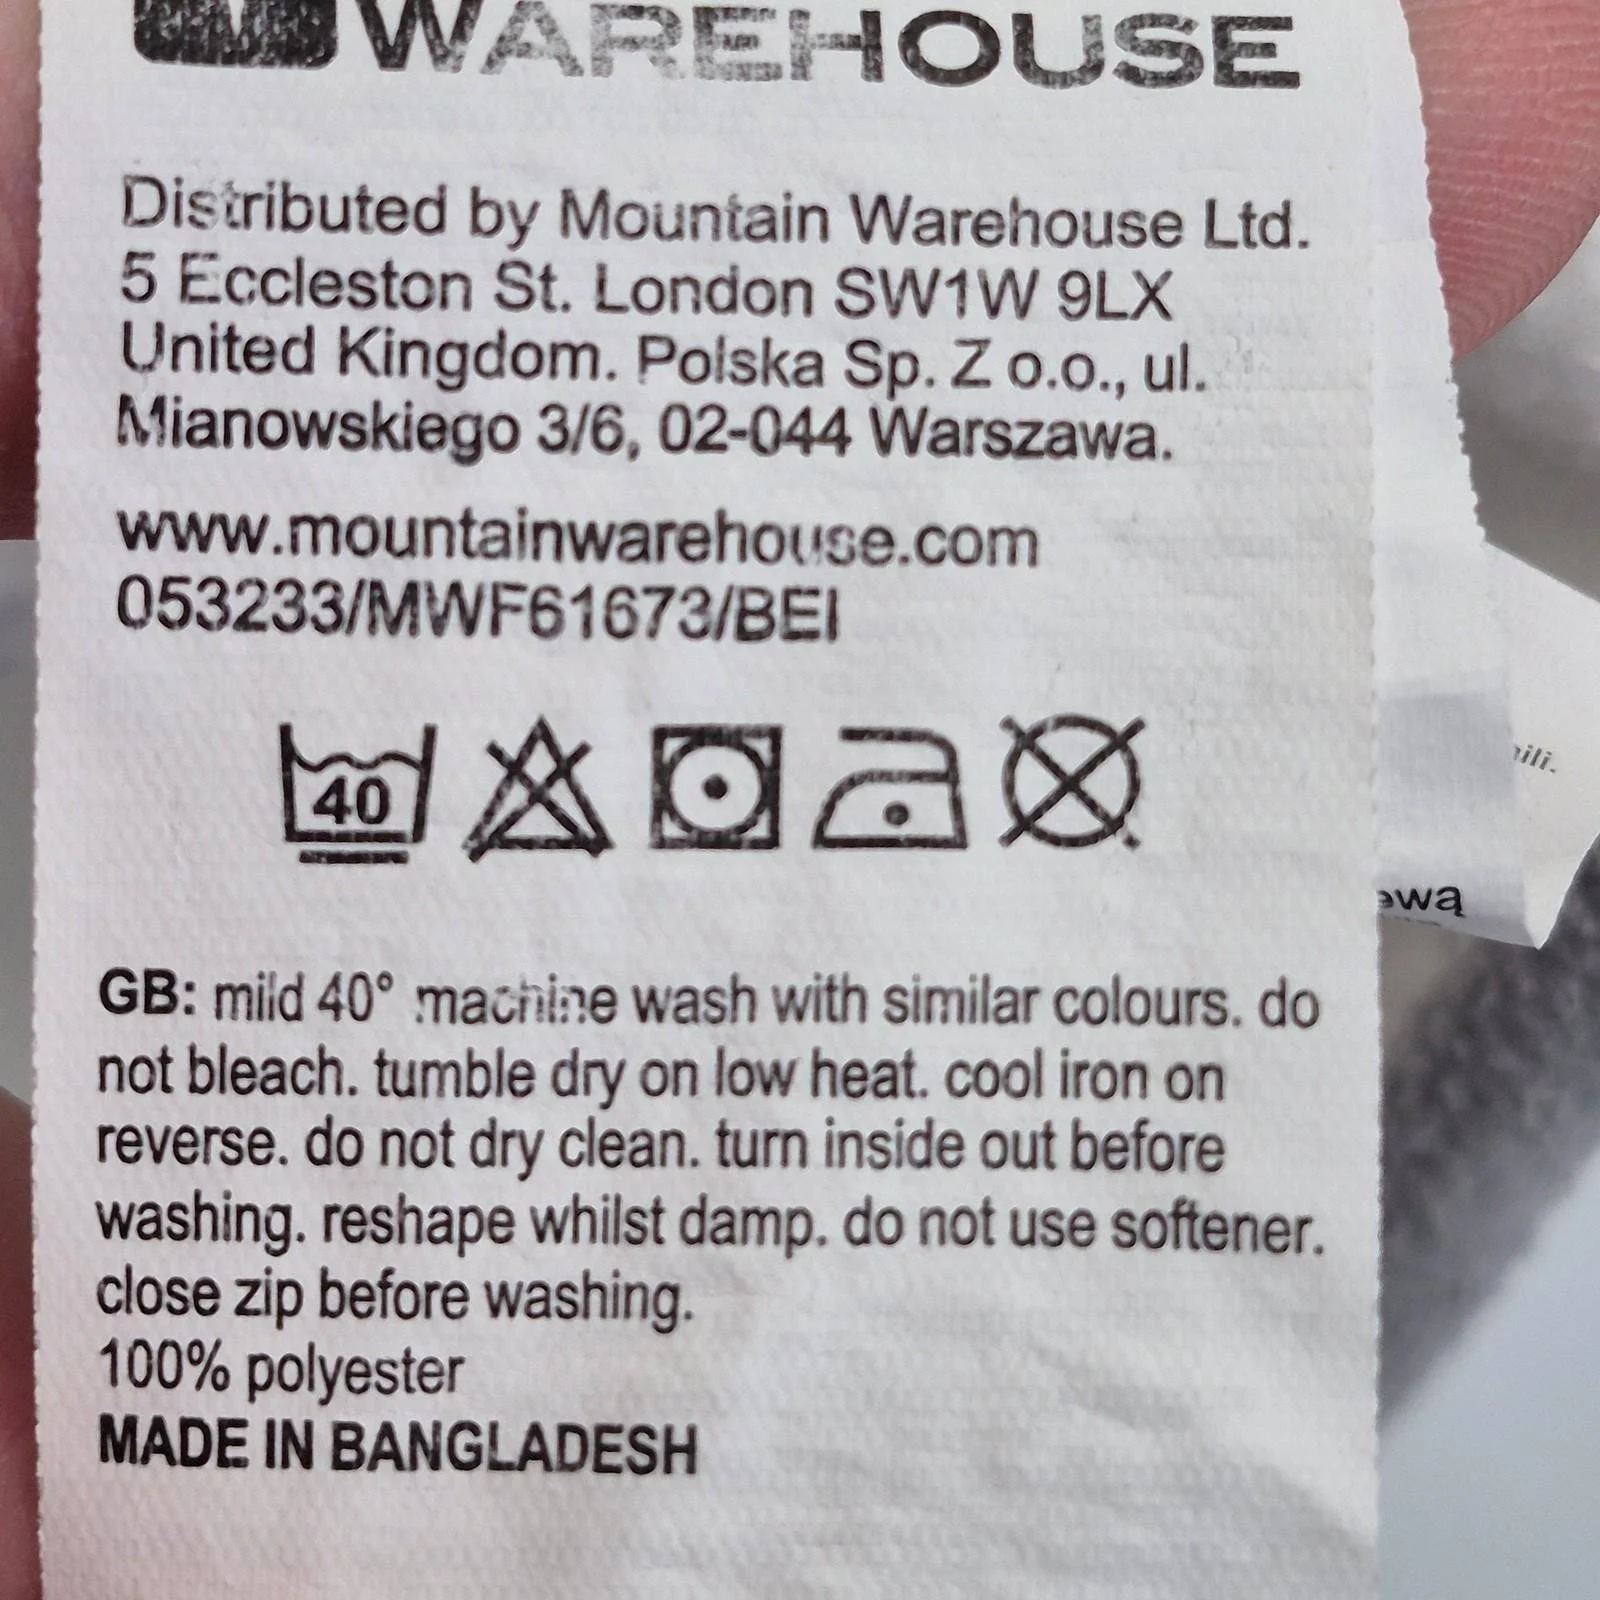 WAREHOUSE
Distributed by Mountain Warehouse Ltd.
5 Eccleston St. London SW1W 9LX
United Kingdom. Polska Sp. Z o.o., ul.
Mianowskiego 3/6, 02-044 Warszawa.
www.mountainwarehouse.com
053233/MWF61673/BEI
40
GB: mild 40° machine wash with similar colours. do
not bleach. tumble dry on low heat. cool iron on
reverse. do not dry clean. turn inside out before
washing. reshape whilst damp. do not use softener.
close zip before washing.
100% polyester
MADE IN BANGLADESH